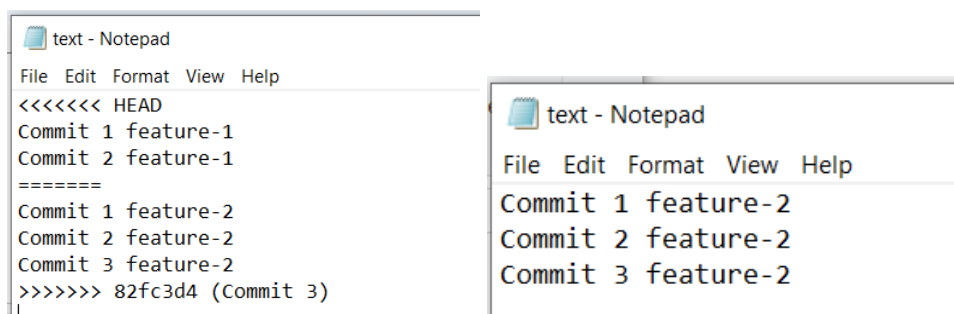 text - Notepad
File Edit Format View Help
<<<<<<< HEAD
Commit 1 feature-1
Commit 2 feature-1
=======
Commit 1 feature-2
Commit 2 feature-2
Commit 3 feature-2
>>>>>>> 82fc3d4 (Commit 3)
text - Notepad
File Edit Format View Help
Commit 1 feature-2
Commit 2 feature-2
Commit 3 feature-2